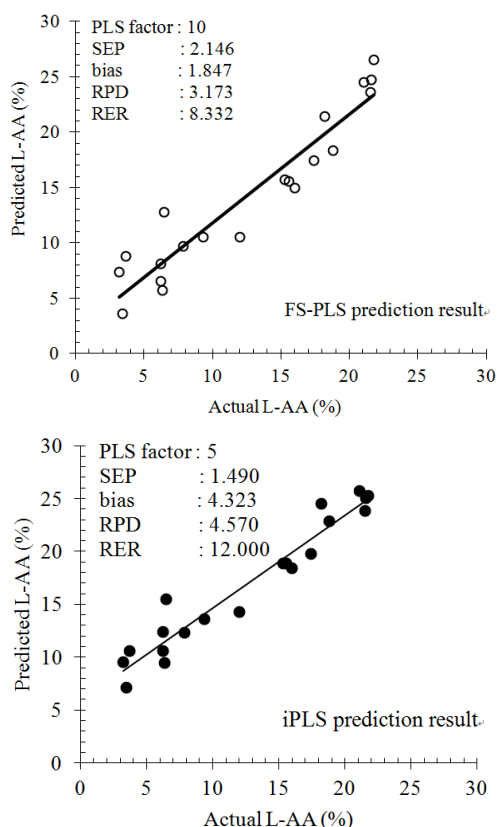 PLS factor : 10
SEP : 2.146
bias : 1.847
RPD : 3.173
RER : 8.332
Predicted L-AA (%)
30
25
20
15
10
5
0
FS-PLS prediction result
0 5 10 15 20 25 30
Actual L-AA (%)
PLS factor : 5
SEP : 1.490
bias : 4.323
RPD : 4.570
RER : 12.000
Predicted L-AA (%)
30
25
20
15
10
5
0
iPLS prediction result
0 5 10 15 20 25 30
Actual L-AA (%)